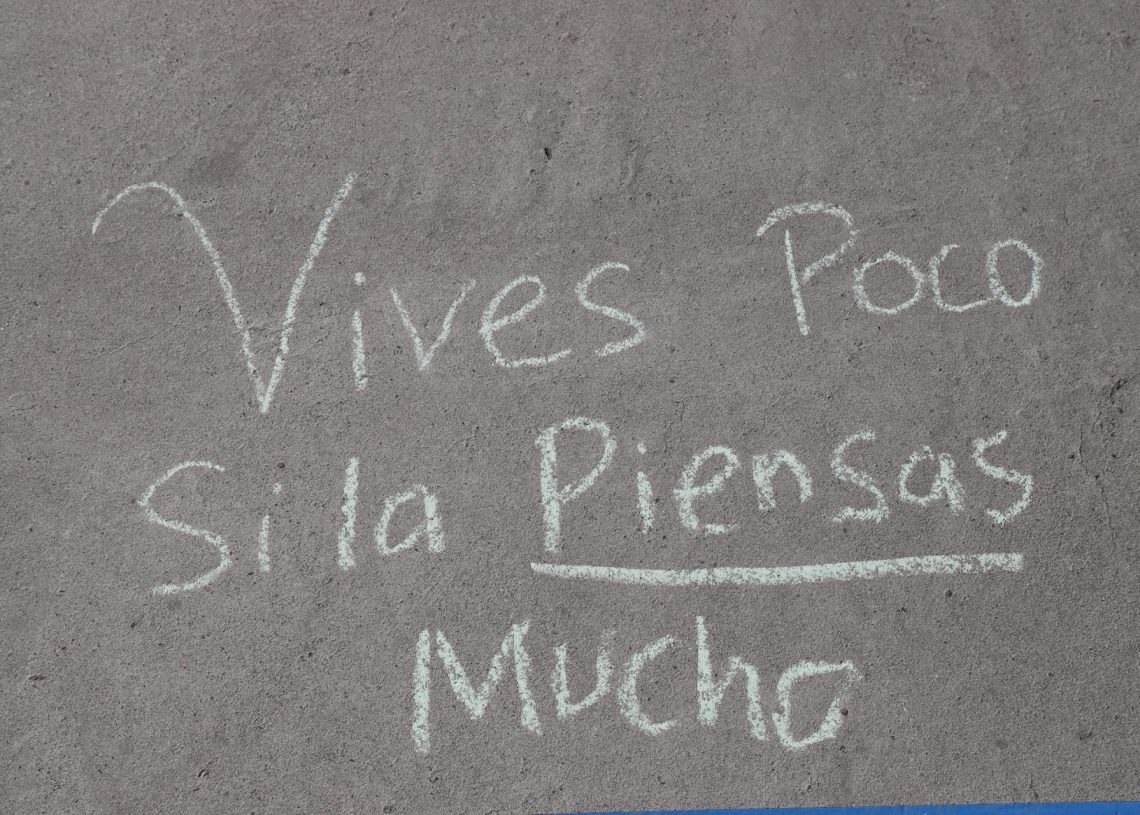 Vives Poco
Si la Piensas
Mucho